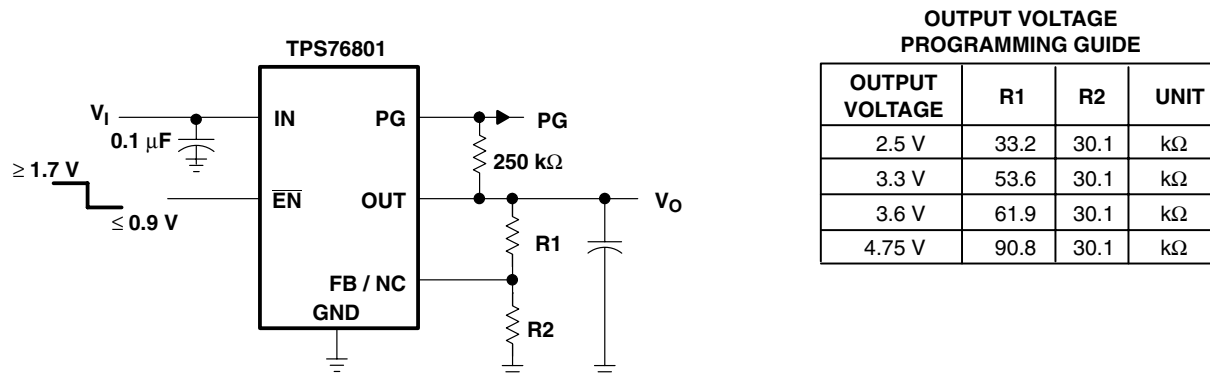 TPS76801
V_I
0.1 μF
≥ 1.7 V
≤ 0.9 V
IN
EN
PG
OUT
FB / NC
GND
PG
250 kΩ
V_O
R1
R2
OUTPUT VOLTAGE
PROGRAMMING GUIDE
OUTPUT VOLTAGE R1 R2 UNIT
2.5 V 33.2 30.1 kΩ
3.3 V 53.6 30.1 kΩ
3.6 V 61.9 30.1 kΩ
4.75 V 90.8 30.1 kΩ